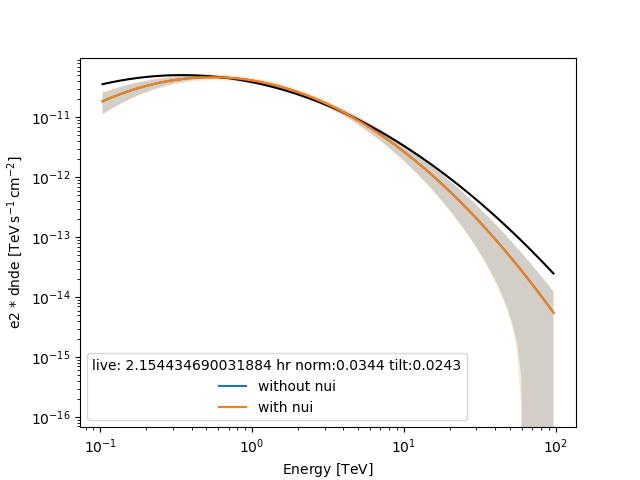 e2 * dnde [TeV s⁻¹ cm⁻²]
10⁻¹¹
10⁻¹²
10⁻¹³
10⁻¹⁴
10⁻¹⁵
10⁻¹⁶
live: 2.154434690031884 hr norm:0.0344 tilt:0.0243
without nui
with nui
10⁻¹ 10⁰ 10¹ 10²
Energy [TeV]